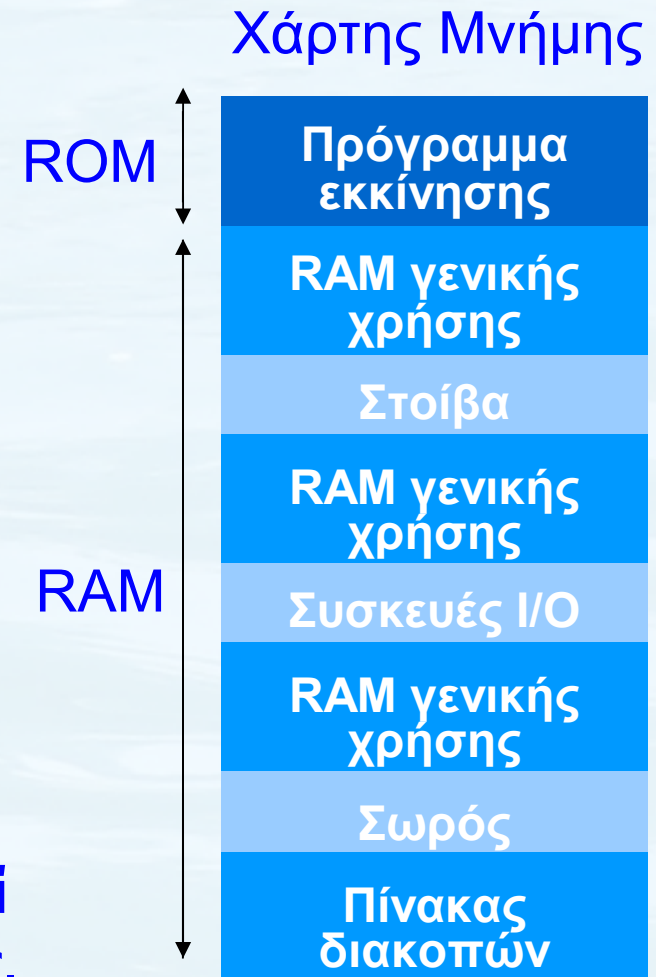 Χάρτης Μνήμης
ROM
Πρόγραμμα
εκκίνησης
RAM γενικής
χρήσης
Στοίβα
RAM γενικής
χρήσης
RAM
Συσκευές I/O
RAM γενικής
χρήσης
Σωρός
Πίνακας
διακοπών